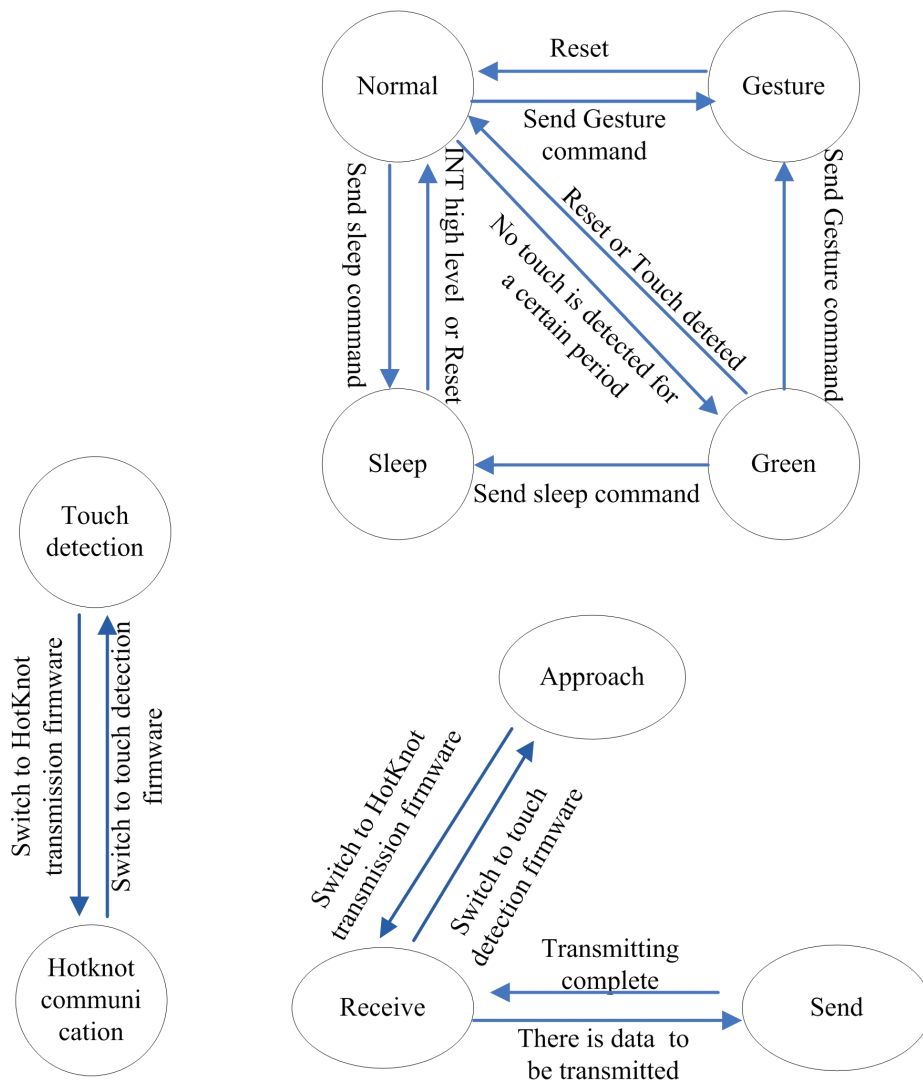 Reset
Normal
Gesture
Send Gesture
command
Send sleep command
INT high level or Reset
Reset or Touch deteted
No touch is detected for
a certain period
Send Gesture command
Sleep
Green
Send sleep command
Touch
detection
Switch to HotKnot
transmission firmware
Switch to touch detection
firmware
Hotknot
communi
cation
Approach
Switch to HotKnot
transmission firmware
Switch to touch
detection firmware
Transmitting
complete
Receive
Send
There is data to
be transmitted